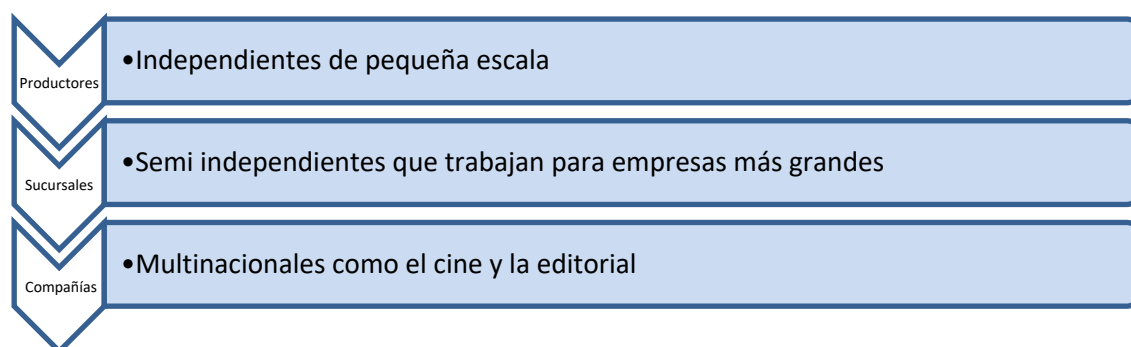 Productores
•Independientes de pequeña escala
Sucursales
•Semi independientes que trabajan para empresas más grandes
Compañías
•Multinacionales como el cine y la editorial